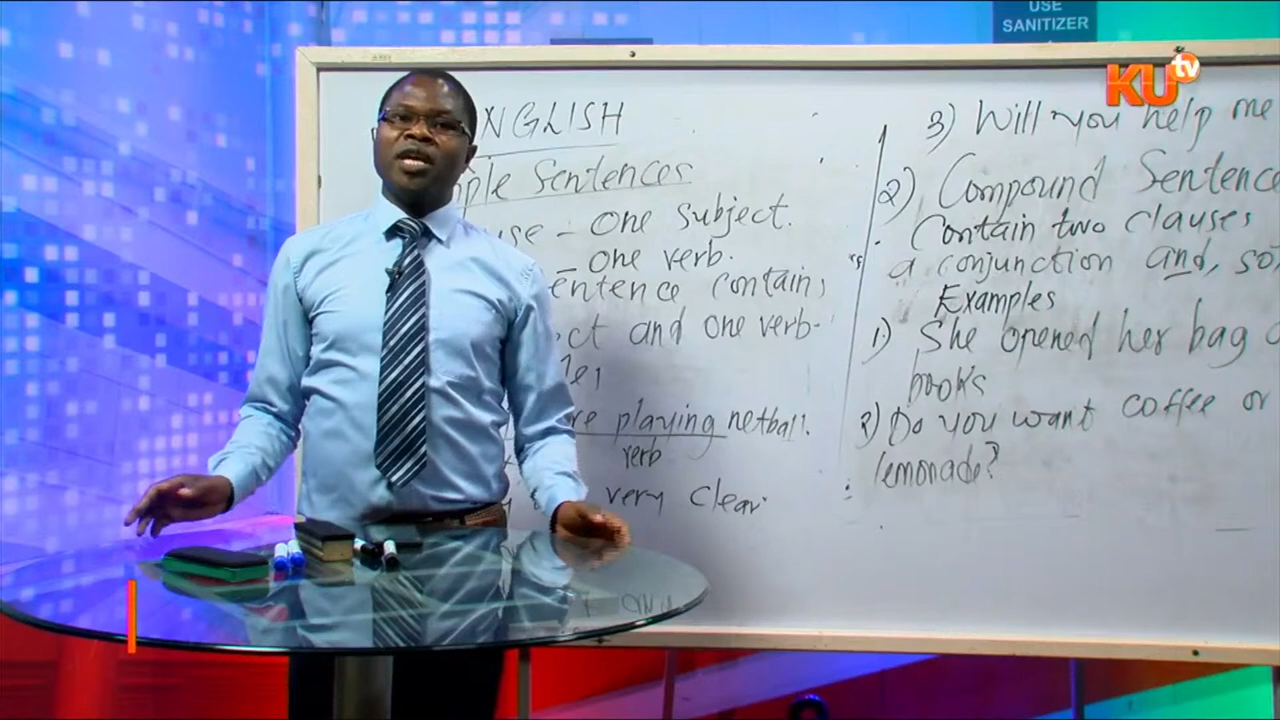 USE
SANITIZER
KU tv
NGLISH
ple Sentences
use - one subject.
- one verb.
entence contain;
ct and one verb.
re playing netball.
verb
very clear
3) Will you help me
2) Compound Sentence
Contain two clauses
a conjunction and, so,
Examples
1) She opened her bag
books
2) Do you want coffee or
lemonade?